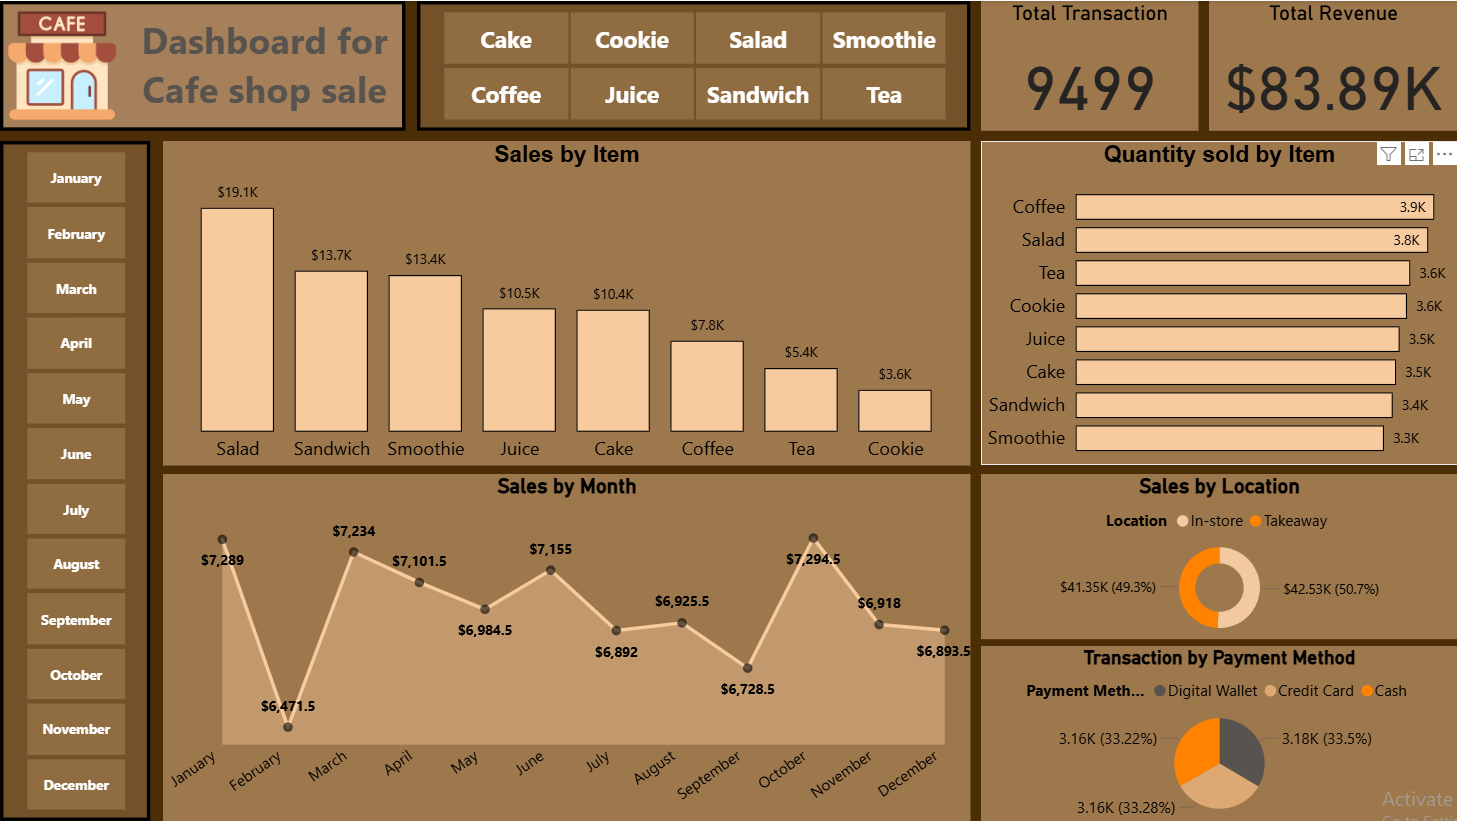 CAFE
Dashboard for
Cafe shop sale
Cake
Cookie
Salad
Smoothie
Coffee
Juice
Sandwich
Tea
Total Transaction
9499
Total Revenue
$83.89K
January
February
March
April
May
June
July
August
September
October
November
December
Sales by Item
$19.1K
$13.7K
$13.4K
$10.5K
$10.4K
$7.8K
$5.4K
$3.6K
Salad
Sandwich
Smoothie
Juice
Cake
Coffee
Tea
Cookie
Quantity sold by Item
Coffee 3.9K
Salad 3.8K
Tea 3.6K
Cookie 3.6K
Juice 3.5K
Cake 3.5K
Sandwich 3.4K
Smoothie 3.3K
Sales by Month
$7,289
$6,471.5
$7,234
$7,101.5
$6,984.5
$7,155
$6,892
$6,925.5
$6,728.5
$7,294.5
$6,918
$6,893.5
January
February
March
April
May
June
July
August
September
October
November
December
Sales by Location
Location In-store Takeaway
$41.35K (49.3%)
$42.53K (50.7%)
Transaction by Payment Method
Payment Meth... Digital Wallet Credit Card Cash
3.16K (33.22%)
3.18K (33.5%)
3.16K (33.28%)
Activate